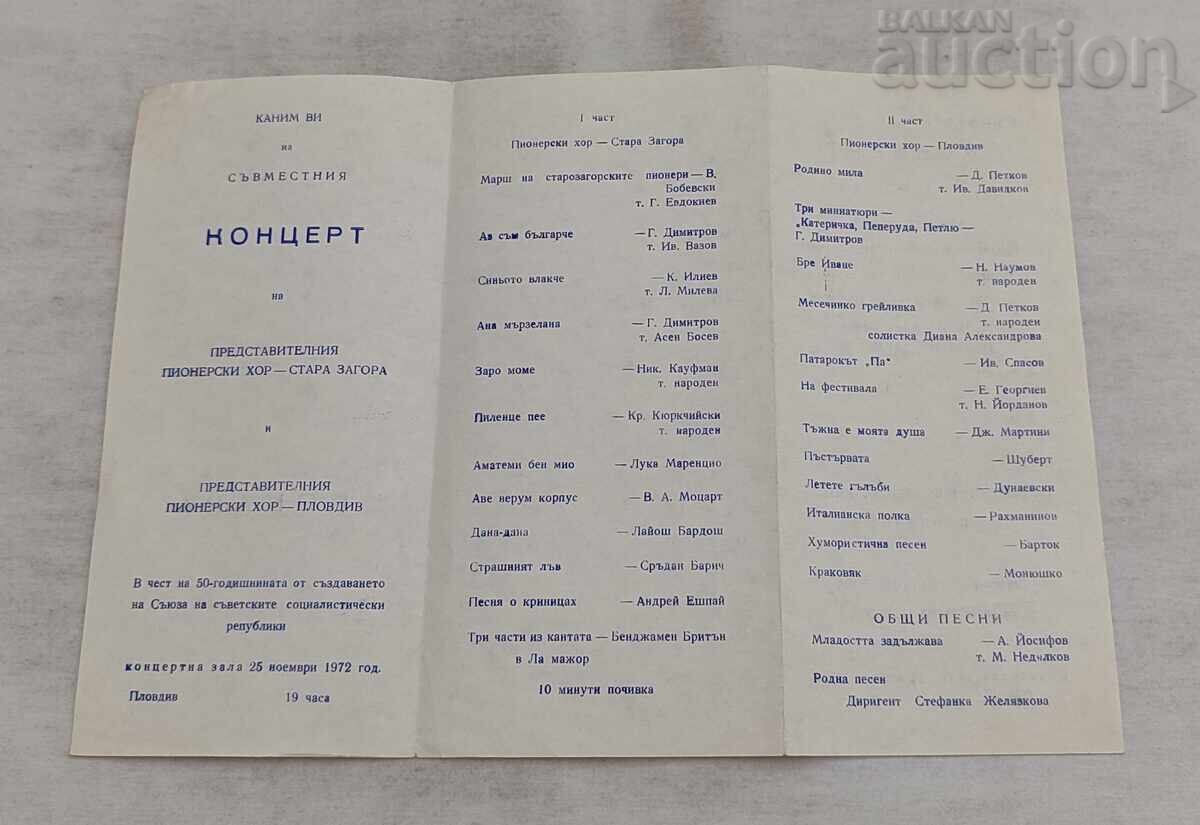 BALKAN
auction
КАНИМ ВИ
на
СЪВМЕСТНИЯ
КОНЦЕРТ
на
ПРЕДСТАВИТЕЛНИЯ
ПИОНЕРСКИ ХОР — СТАРА ЗАГОРА
и
ПРЕДСТАВИТЕЛНИЯ
ПИОНЕРСКИ ХОР — ПЛОВДИВ
В чест на 50-годишнината от създаването
на Съюза на съветските социалистически
републики
концертна зала 25 ноември 1972 год.
Пловдив 19 часа
I част
Пионерски хор — Стара Загора
Марш на старозагорските пионери — В.
Бобевски
т. Г. Евдокиев
Аз съм българче — Г. Димитров
т. Ив. Вазов
Синьото влакче — К. Илиев
т. Л. Милева
Ана мързелана — Г. Димитров
т. Асен Босев
Заро моме — Ник. Кауфман
т. народен
Пиленце пее — Кр. Кюркчийски
т. народен
Аматеми бен мио — Лука Маренцио
Аве верум корпус — В. А. Моцарт
Дана-дана — Лайош Бардош
Страшният лъв — Сръдан Барич
Песня о криницах — Андрей Ешпай
Три части из кантата — Бенджамен Бритън
в Ла мажор
10 минути почивка
II част
Пионерски хор — Пловдив
Родино мила — Д. Петков
т. Ив. Давидков
Три миниатюри —
„Катеричка, Пеперуда, Петлю —
Г. Димитров
Бре Иване — Н. Наумов
т. народен
Месечинко грейливка — Д Петков
т. народен
солистка Диана Александрова
Патарокът „Па“ — Ив. Спасов
На фестивала — Е. Георгиев
т. Н. Йорданов
Тъжна е моята душа — Дж. Мартини
Пъстървата — Шуберт
Летете гълъби — Дунаевски
Италианска полка — Рахманинов
Хумористична песен — Барток
Краковяк — Монюшко
ОБЩИ ПЕСНИ
Младостта задължава — А. Йосифов
т. М. Недялков
Родна песен
Диригент Стефанка Желязкова